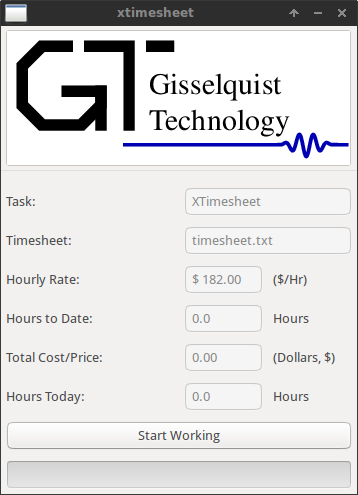 xtimesheet
GT
Gisselquist
Technology
Task: XTimesheet
Timesheet: timesheet.txt
Hourly Rate: $ 182.00 ($/Hr)
Hours to Date: 0.0 Hours
Total Cost/Price: 0.00 (Dollars, $)
Hours Today: 0.0 Hours
Start Working